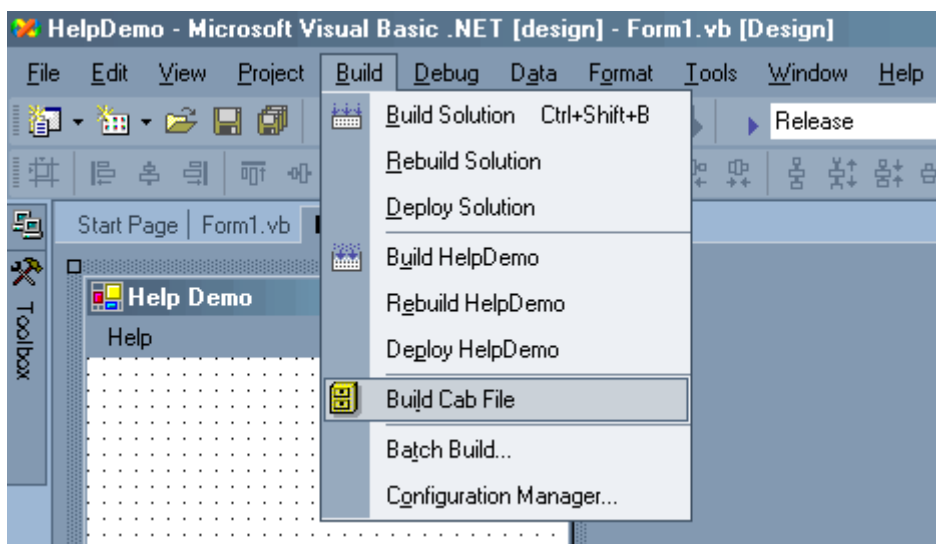 HelpDemo - Microsoft Visual Basic .NET [design] - Form1.vb [Design]
File Edit View Project Build Debug Data Format Tools Window Help
Release
Build Solution Ctrl+Shift+B
Rebuild Solution
Deploy Solution
Start Page Form1.vb
Build HelpDemo
Help Demo
Rebuild HelpDemo
Toolbox
Help
Deploy HelpDemo
Build Cab File
Batch Build...
Configuration Manager...